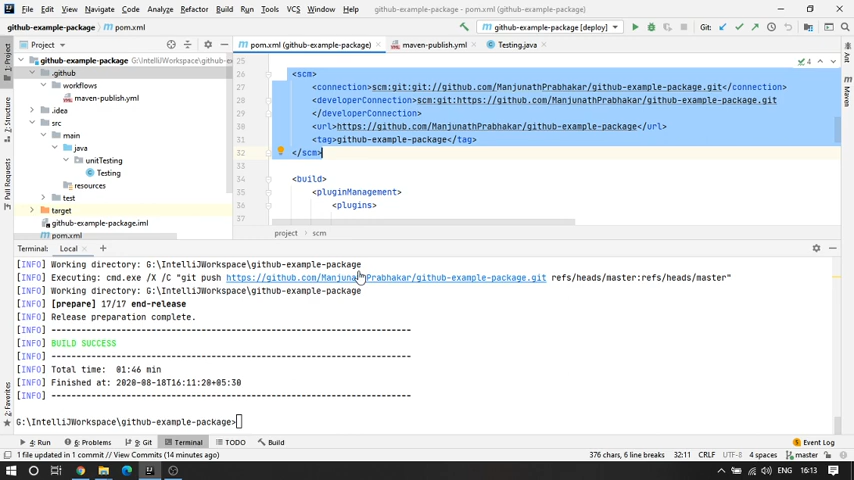 File Edit View Navigate Code Analyze Refactor Build Run Tools VCS Window Help github-example-package - pom.xml
github-example-package pom.xml github-example-package [deploy] Git:
Project pom.xml (github-example-package) maven-publish.yml Testing.java
github-example-package G:\IntelliJWorkspace\github-e
.github
workflows
maven-publish.yml
.idea
src
main
java
unitTesting
Testing
resources
test
target
github-example-package.iml
pom.xml
25
26 <scm>
27 <connection>scm:git:git://github.com/ManjunathPrabhakar/github-example-package.git</connection>
28 <developerConnection>scm:git:https://github.com/ManjunathPrabhakar/github-example-package.git
29 </developerConnection>
30 <url>https://github.com/ManjunathPrabhakar/github-example-package</url>
31 <tag>github-example-package</tag>
32 </scm>
33
34 <build>
35 <pluginManagement>
36 <plugins>
37
4
project scm
1: Project
7: Structure
Pull Requests
2: Favorites
Ant
Maven
Terminal: Local +
[INFO] Working directory: G:\IntelliJWorkspace\github-example-package
[INFO] Executing: cmd.exe /X /C "git push https://github.com/ManjunathPrabhakar/github-example-package.git refs/heads/master:refs/heads/master"
[INFO] Working directory: G:\IntelliJWorkspace\github-example-package
[INFO] [prepare] 17/17 end-release
[INFO] Release preparation complete.
[INFO] ------------------------------------------------------------------------
[INFO] BUILD SUCCESS
[INFO] ------------------------------------------------------------------------
[INFO] Total time: 01:46 min
[INFO] Finished at: 2020-08-18T16:11:20+05:30
[INFO] ------------------------------------------------------------------------
G:\IntelliJWorkspace\github-example-package>
4: Run 6: Problems 9: Git Terminal TODO Build Event Log
1 file updated in 1 commit // View Commits (14 minutes ago) 376 chars, 6 line breaks 32:11 CRLF UTF-8 4 spaces master
ENG 16:13